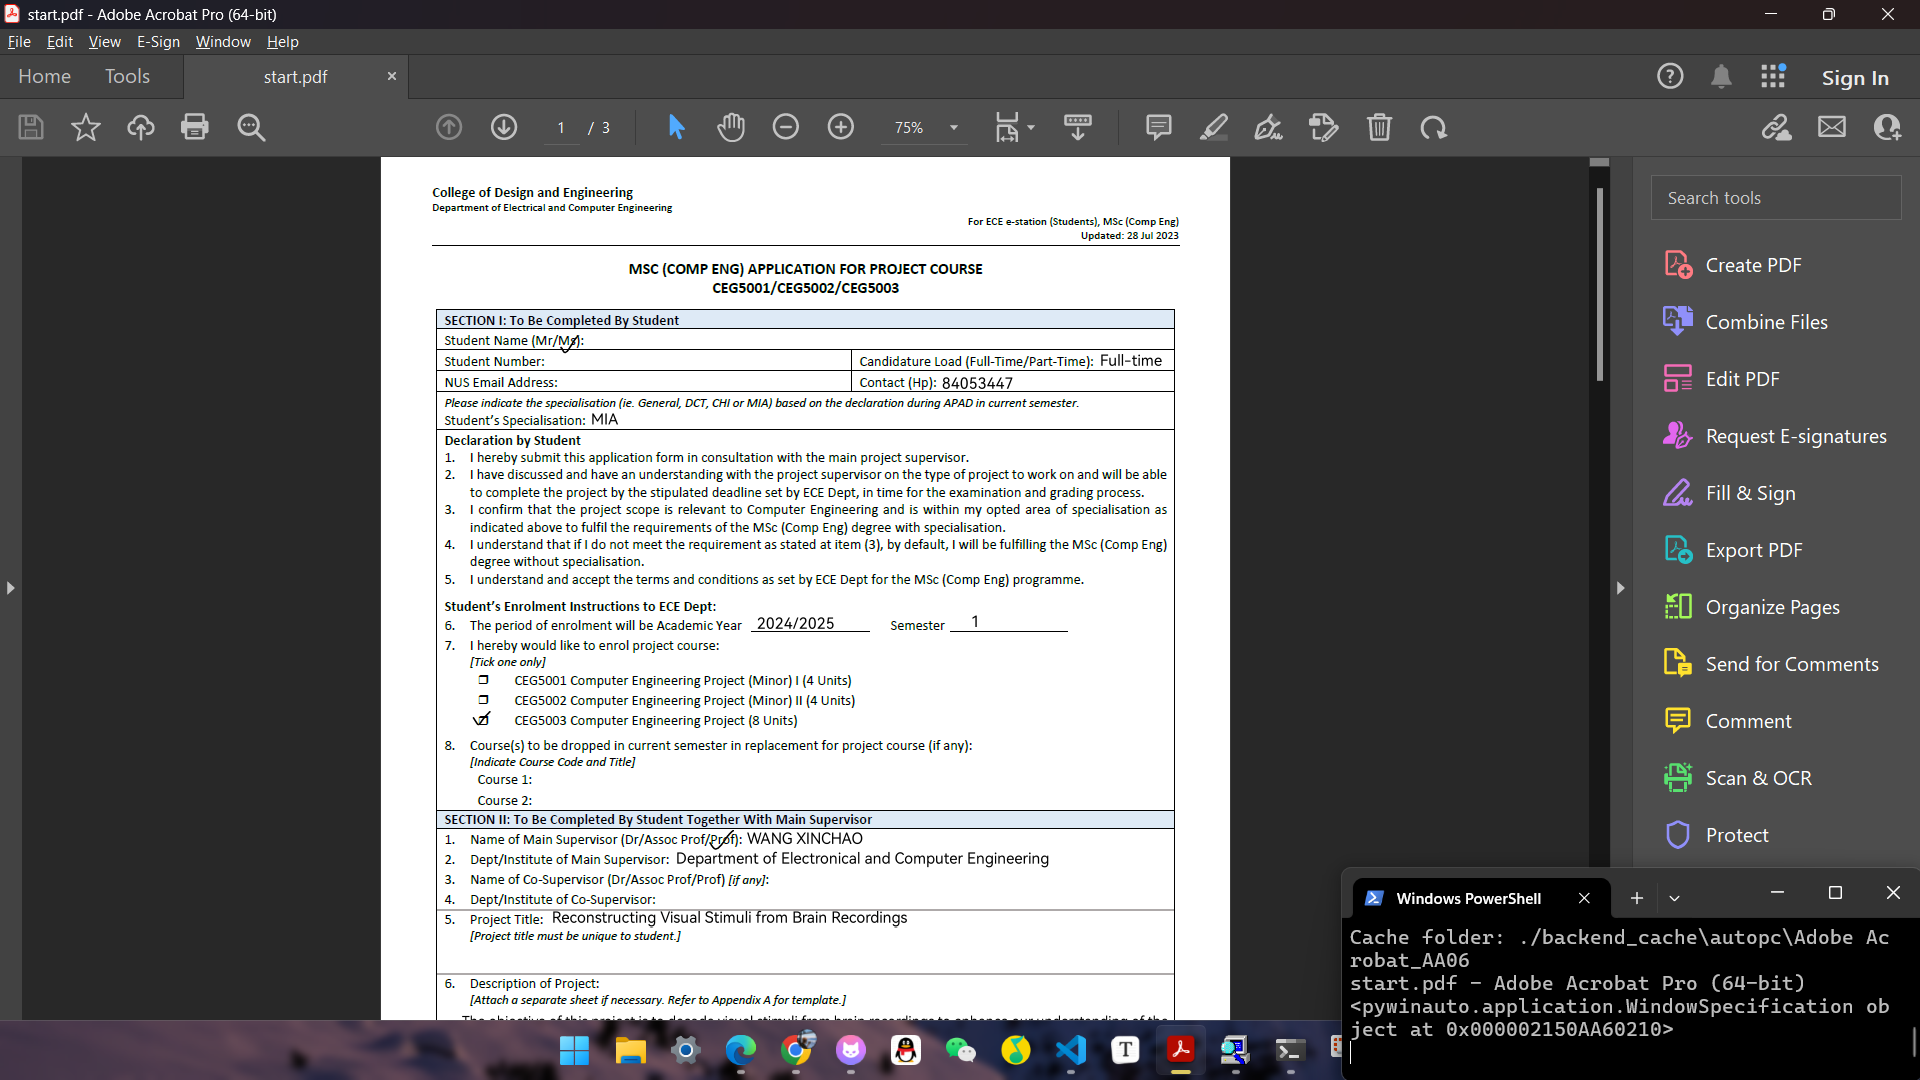 start.pdf - Adobe Acrobat Pro (64-bit)
File Edit View E-Sign Window Help
Home Tools start.pdf
Sign In
1 / 3
75%
Search tools
Create PDF
Combine Files
Edit PDF
Request E-signatures
Fill & Sign
Export PDF
Organize Pages
Send for Comments
Comment
Scan & OCR
Protect
College of Design and Engineering
Department of Electrical and Computer Engineering
For ECE e-station (Students), MSc (Comp Eng)
Updated: 28 Jul 2023
MSC (COMP ENG) APPLICATION FOR PROJECT COURSE
CEG5001/CEG5002/CEG5003
SECTION I: To Be Completed By Student
Student Name (Mr/Ms):
Student Number:
Candidature Load (Full-Time/Part-Time): Full-time
NUS Email Address:
Contact (Hp): 84053447
Please indicate the specialisation (ie. General, DCT, CHI or MIA) based on the declaration during APAD in current semester.
Student's Specialisation: MIA
Declaration by Student
1. I hereby submit this application form in consultation with the main project supervisor.
2. I have discussed and have an understanding with the project supervisor on the type of project to work on and will be able
to complete the project by the stipulated deadline set by ECE Dept, in time for the examination and grading process.
3. I confirm that the project scope is relevant to Computer Engineering and is within my opted area of specialisation as
indicated above to fulfil the requirements of the MSc (Comp Eng) degree with specialisation.
4. I understand that if I do not meet the requirement as stated at item (3), by default, I will be fulfilling the MSc (Comp Eng)
degree without specialisation.
5. I understand and accept the terms and conditions as set by ECE Dept for the MSc (Comp Eng) programme.
Student's Enrolment Instructions to ECE Dept:
6. The period of enrolment will be Academic Year 2024/2025 Semester 1
7. I hereby would like to enrol project course:
[Tick one only]
CEG5001 Computer Engineering Project (Minor) I (4 Units)
CEG5002 Computer Engineering Project (Minor) II (4 Units)
CEG5003 Computer Engineering Project (8 Units)
8. Course(s) to be dropped in current semester in replacement for project course (if any):
[Indicate Course Code and Title]
Course 1:
Course 2:
SECTION II: To Be Completed By Student Together With Main Supervisor
1. Name of Main Supervisor (Dr/Assoc Prof/Prof): WANG XINCHAO
2. Dept/Institute of Main Supervisor: Department of Electronical and Computer Engineering
3. Name of Co-Supervisor (Dr/Assoc Prof/Prof) [if any]:
4. Dept/Institute of Co-Supervisor:
5. Project Title: Reconstructing Visual Stimuli from Brain Recordings
[Project title must be unique to student.]
6. Description of Project:
[Attach a separate sheet if necessary. Refer to Appendix A for template.]
The objective of this project is to decode visual stimuli from brain recordings to enhance our understanding of the
Windows PowerShell
Cache folder: ./backend_cache\autopc\Adobe Ac
robat_AA06
start.pdf - Adobe Acrobat Pro (64-bit)
<pywinauto.application.WindowSpecification ob
ject at 0x000002150AA60210>